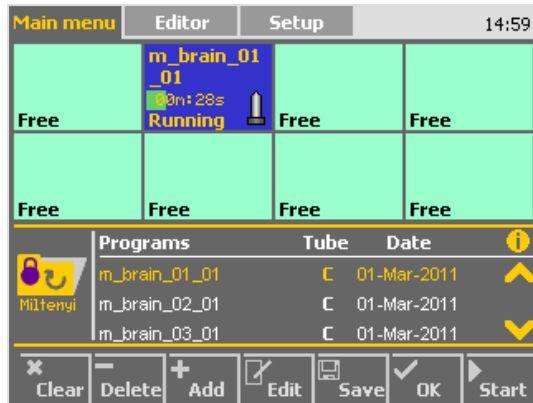 Main menu Editor Setup 14:59
m_brain_01
_01
00m:28s
Free Running Free Free
Free Free Free Free
Programs Tube Date i
m_brain_01_01 C 01-Mar-2011
Miltenyi m_brain_02_01 C 01-Mar-2011
m_brain_03_01 C 01-Mar-2011
Clear Delete Add Edit Save OK Start